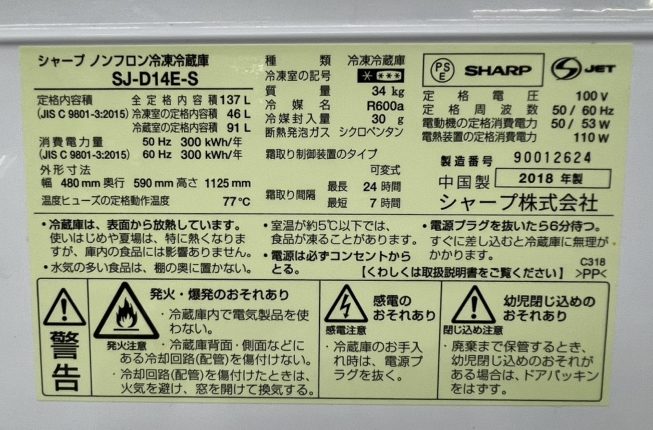 シャープ ノンフロン冷凍冷蔵庫
SJ-D14E-S
定格内容積 全定格内容積 137 L
(JIS C 9801-3:2015) 冷凍室の定格内容積 46 L
冷蔵室の定格内容積 91 L
消費電力量 50 Hz 300 kWh/年
(JIS C 9801-3:2015) 60 Hz 300 kWh/年
外形寸法
幅 480 mm 奥行 590 mm 高さ 1125 mm
温度ヒューズの定格動作温度 77℃
種類 冷凍冷蔵庫
冷凍室の記号 * ***
質量 34 kg
冷媒名 R600a
冷媒封入量 30 g
断熱発泡ガス シクロペンタン
霜取り制御装置のタイプ
可変式
霜取り間隔 最長 24 時間
最短 7 時間
PS
E
SHARP
S JET
定格電圧 100 V
定格周波数 50 / 60 Hz
電動機の定格消費電力 50 / 53 W
電熱装置の定格消費電力 110 W
製造番号 90012624
中国製 2018 年製
シャープ株式会社
・冷蔵庫は、表面から放熱しています。
使いはじめや夏場は、特に熱くなりま
すが、庫内の食品には影響ありません。
・水気の多い食品は、棚の奥に置かない。
・室温が約5℃以下では、
食品が凍ることがあります。
・電源は必ずコンセントから
とる。
・電源プラグを抜いたら6分待つ。
すぐに差し込むと冷蔵庫に無理が
かかります。
C318
【くわしくは取扱説明書をご覧ください】 >PP<
警告
発火・爆発のおそれあり
発火注意
・冷蔵庫内で電気製品を使
わない。
・冷蔵庫背面・側面などに
ある冷却回路(配管)を傷付けない。
・冷却回路(配管)を傷付けたときは、
火気を避け、窓を開けて換気する。
感電の
おそれあり
感電注意
・冷蔵庫のお手入
れ時は、電源プ
ラグを抜く。
幼児閉じ込めの
おそれあり
閉じ込め注意
・廃棄まで保管するとき、
幼児閉じ込めのおそれが
ある場合は、ドアパッキン
をはずす。